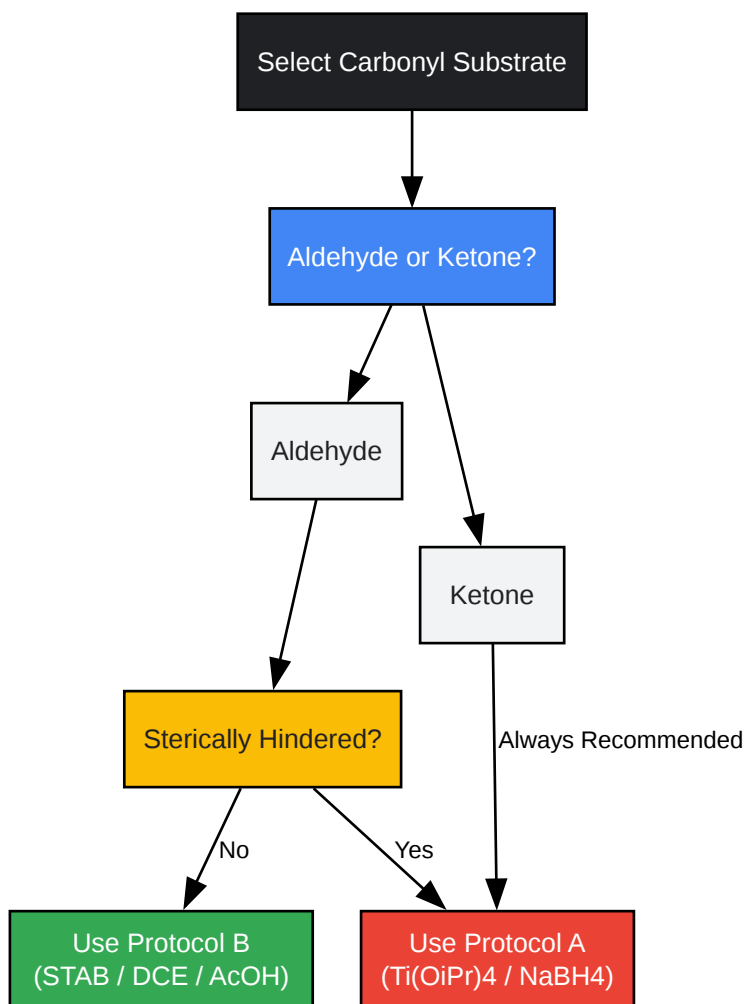 Select Carbonyl Substrate
Aldehyde or Ketone?
Aldehyde
Ketone
Sterically Hindered?
Always Recommended
No
Yes
Use Protocol B
(STAB / DCE / AcOH)
Use Protocol A
(Ti(OiPr)4 / NaBH4)